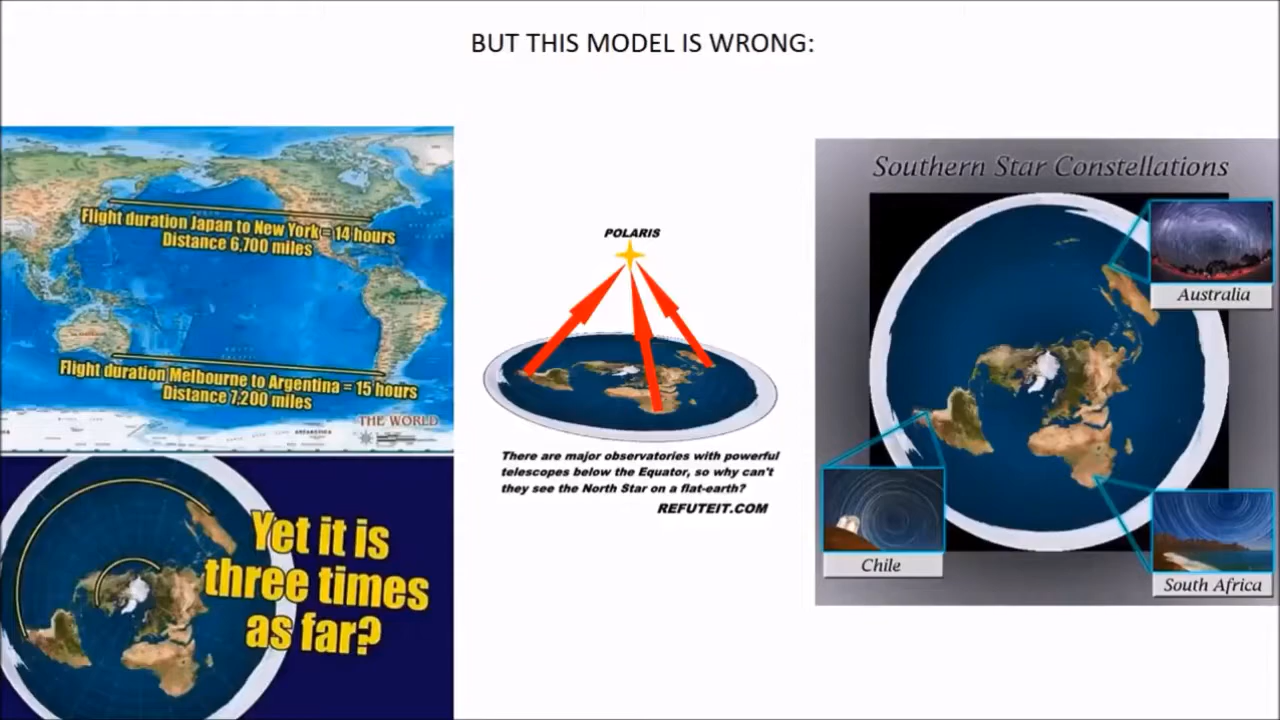 BUT THIS MODEL IS WRONG:
Flight duration Japan to New York = 14 hours
Distance 6,700 miles
Flight duration Melbourne to Argentina = 15 hours
Distance 7,200 miles
THE WORLD
Yet it is
three times
as far?
POLARIS
There are major observatories with powerful
telescopes below the Equator, so why can't
they see the North Star on a flat-earth?
REFUTEIT.COM
Southern Star Constellations
Australia
Chile
South Africa